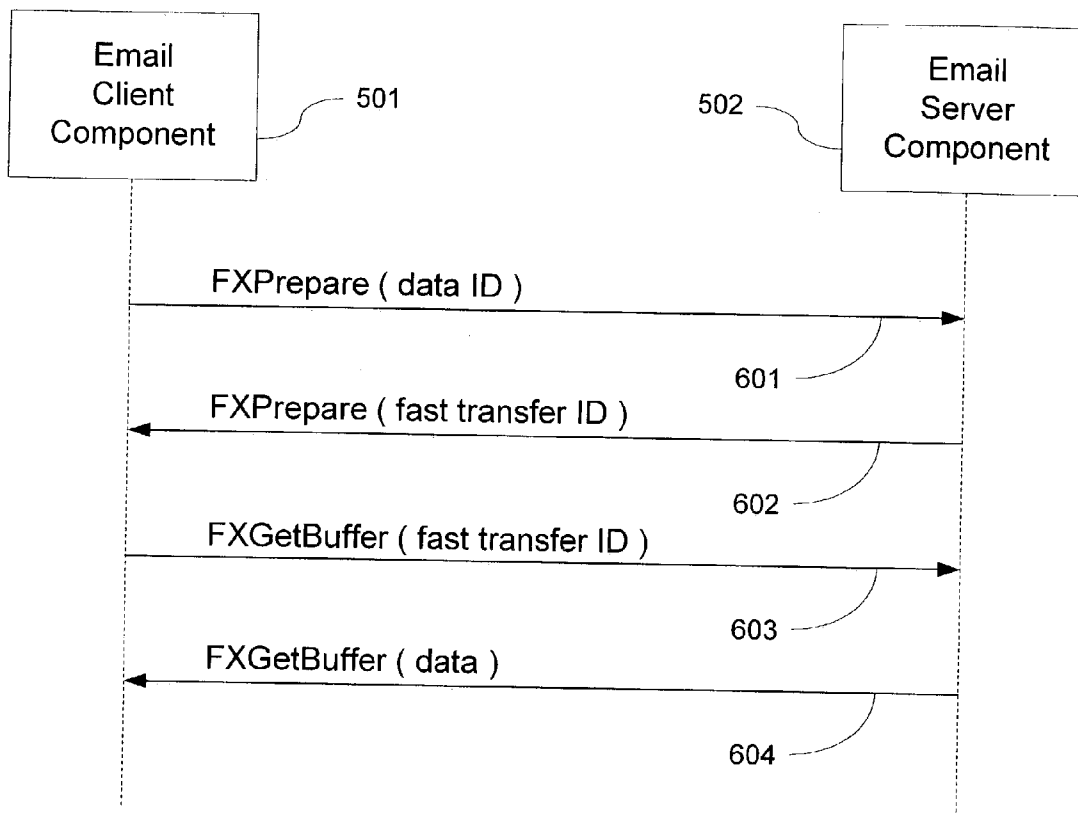 Email
Client
Component
501
502
Email
Server
Component
FXPrepare ( data ID )
601
FXPrepare ( fast transfer ID )
602
FXGetBuffer ( fast transfer ID )
603
FXGetBuffer ( data )
604